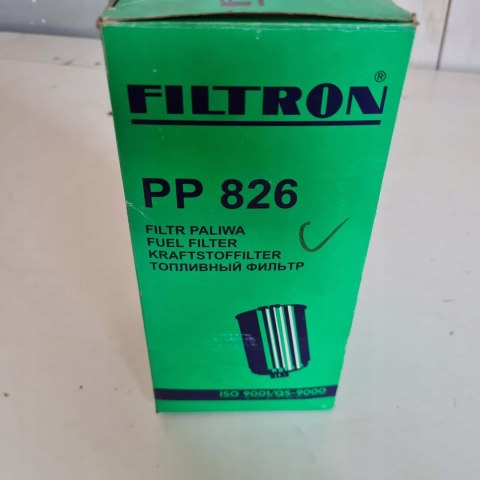 FILTRON®
PP 826
FILTR PALIWA
FUEL FILTER
KRAFTSTOFFILTER
ТОПЛИВНЫЙ ФИЛЬТР
ISO 9001/QS-9000